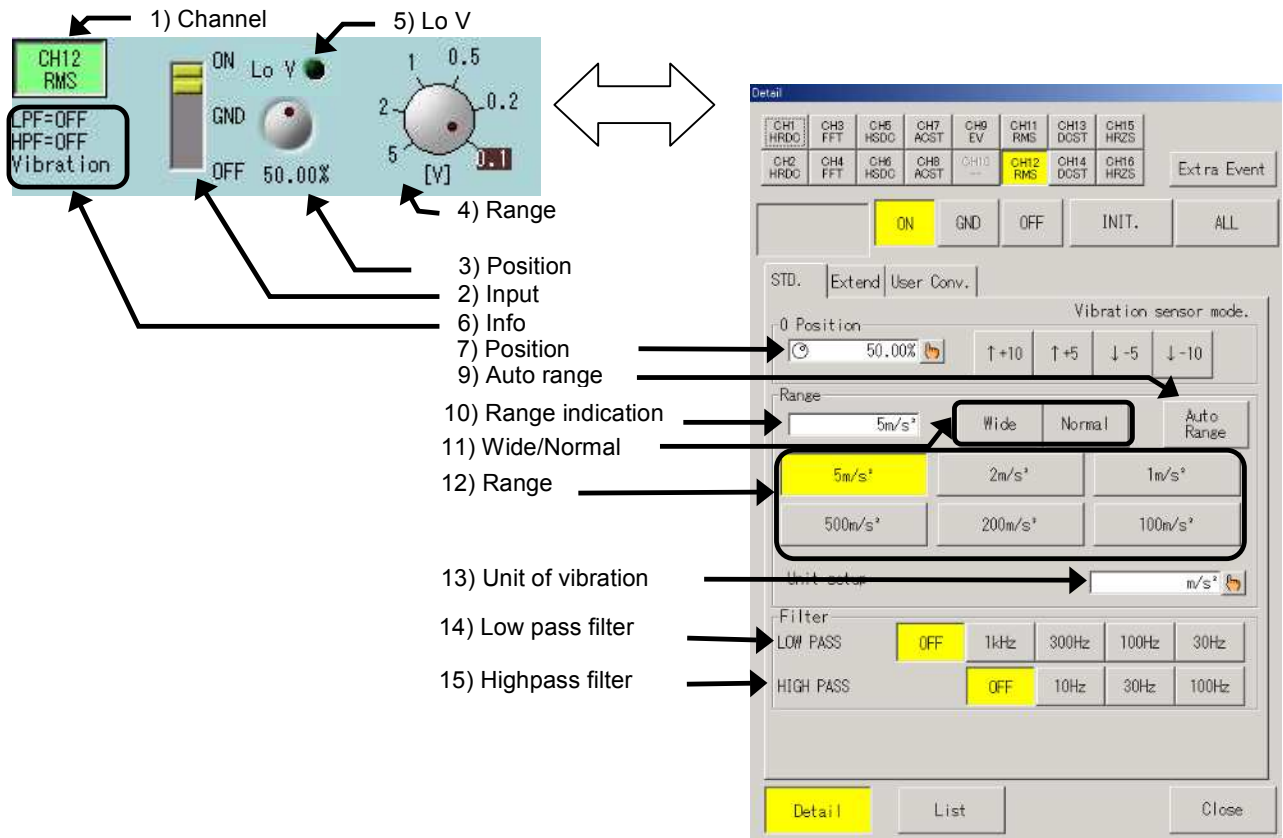 1) Channel
5) Lo V
CH12
RMS
LPF=OFF
HPF=OFF
Vibration
ON
GND
OFF
Lo V
50.00%
1
0.5
2
0.2
5
0.1
[V]
4) Range
3) Position
2) Input
6) Info
7) Position
9) Auto range
10) Range indication
11) Wide/Normal
12) Range
13) Unit of vibration
14) Low pass filter
15) Highpass filter
Detail
CH1 HRDC
CH3 FFT
CH5 HSDC
CH7 ACST
CH9 EV
CH11 RMS
CH13 DCST
CH15 HRZS
CH2 HRDC
CH4 FFT
CH6 HSDC
CH8 ACST
CH10 --
CH12 RMS
CH14 DCST
CH16 HRZS
Extra Event
ON GND OFF INIT. ALL
STD. Extend User Conv.
Vibration sensor mode.
0 Position
50.00% ↑+10 ↑+5 ↓-5 ↓-10
Range
5m/s² Wide Normal Auto Range
5m/s² 2m/s² 1m/s²
500m/s² 200m/s² 100m/s²
Unit setup m/s²
Filter
LOW PASS OFF 1kHz 300Hz 100Hz 30Hz
HIGH PASS OFF 10Hz 30Hz 100Hz
Detail List Close